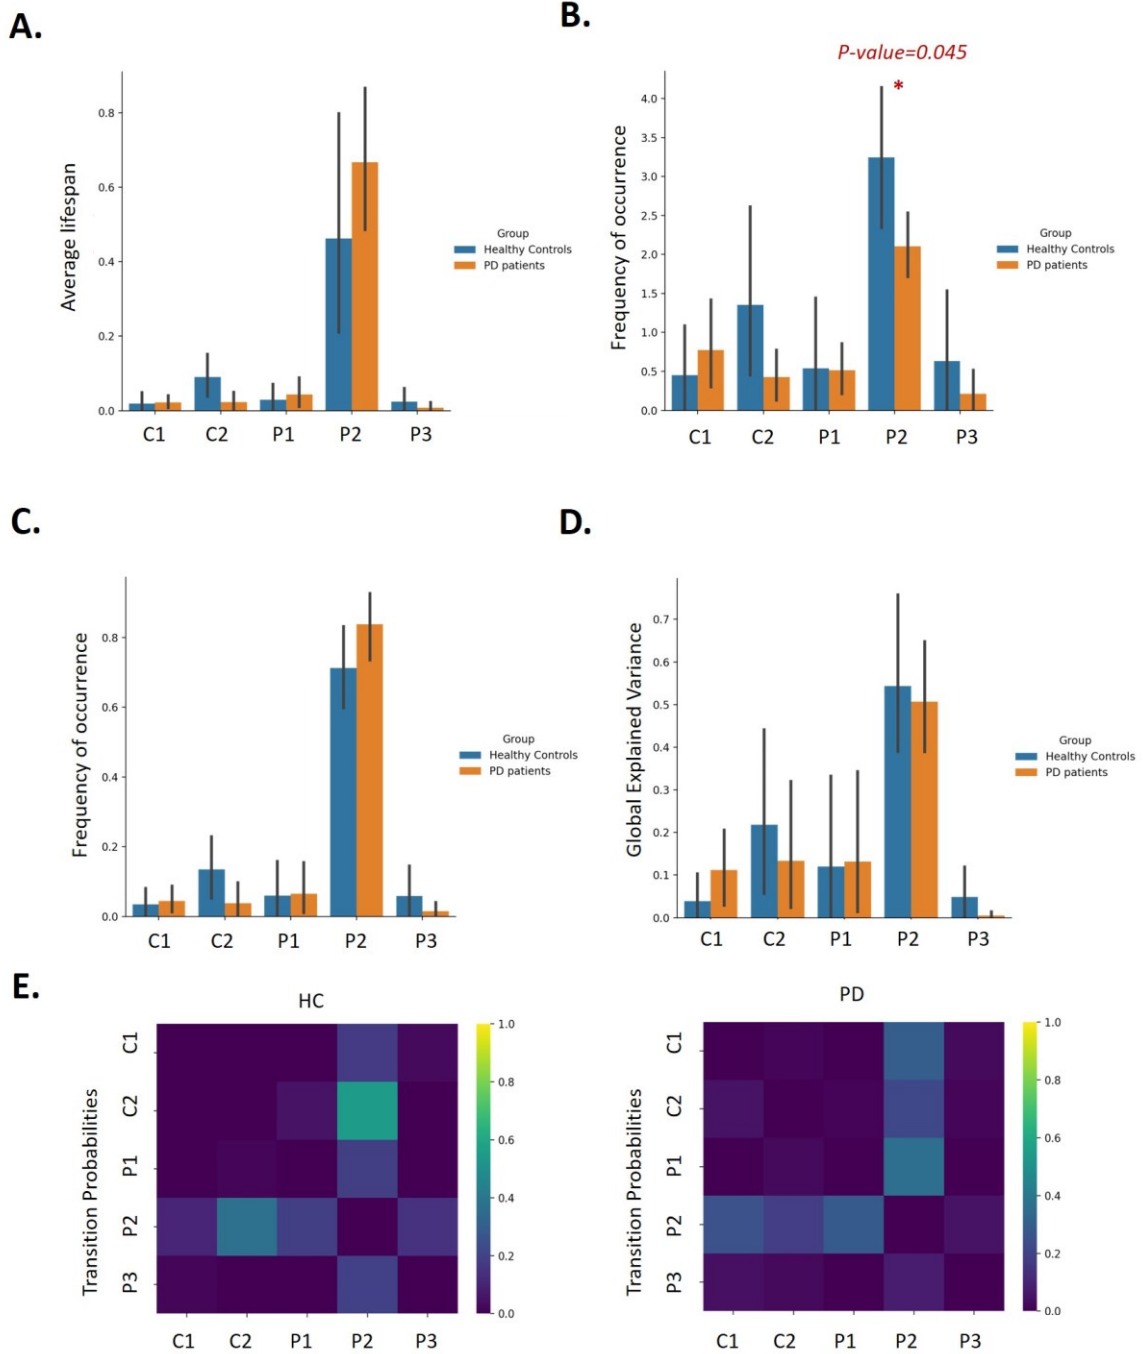 A.
Average lifespan
0.8
0.6
0.4
0.2
0.0
C1 C2 P1 P2 P3
Group
Healthy Controls
PD patients
B.
P-value=0.045
*
Frequency of occurrence
4.0
3.5
3.0
2.5
2.0
1.5
1.0
0.5
0.0
C1 C2 P1 P2 P3
Group
Healthy Controls
PD patients
C.
Frequency of occurrence
0.8
0.6
0.4
0.2
0.0
C1 C2 P1 P2 P3
Group
Healthy Controls
PD patients
D.
Global Explained Variance
0.7
0.6
0.5
0.4
0.3
0.2
0.1
0.0
C1 C2 P1 P2 P3
Group
Healthy Controls
PD patients
E.
HC
Transition Probabilities
C1
C2
P1
P2
P3
C1 C2 P1 P2 P3
1.0
0.8
0.6
0.4
0.2
0.0
PD
Transition Probabilities
C1
C2
P1
P2
P3
C1 C2 P1 P2 P3
1.0
0.8
0.6
0.4
0.2
0.0